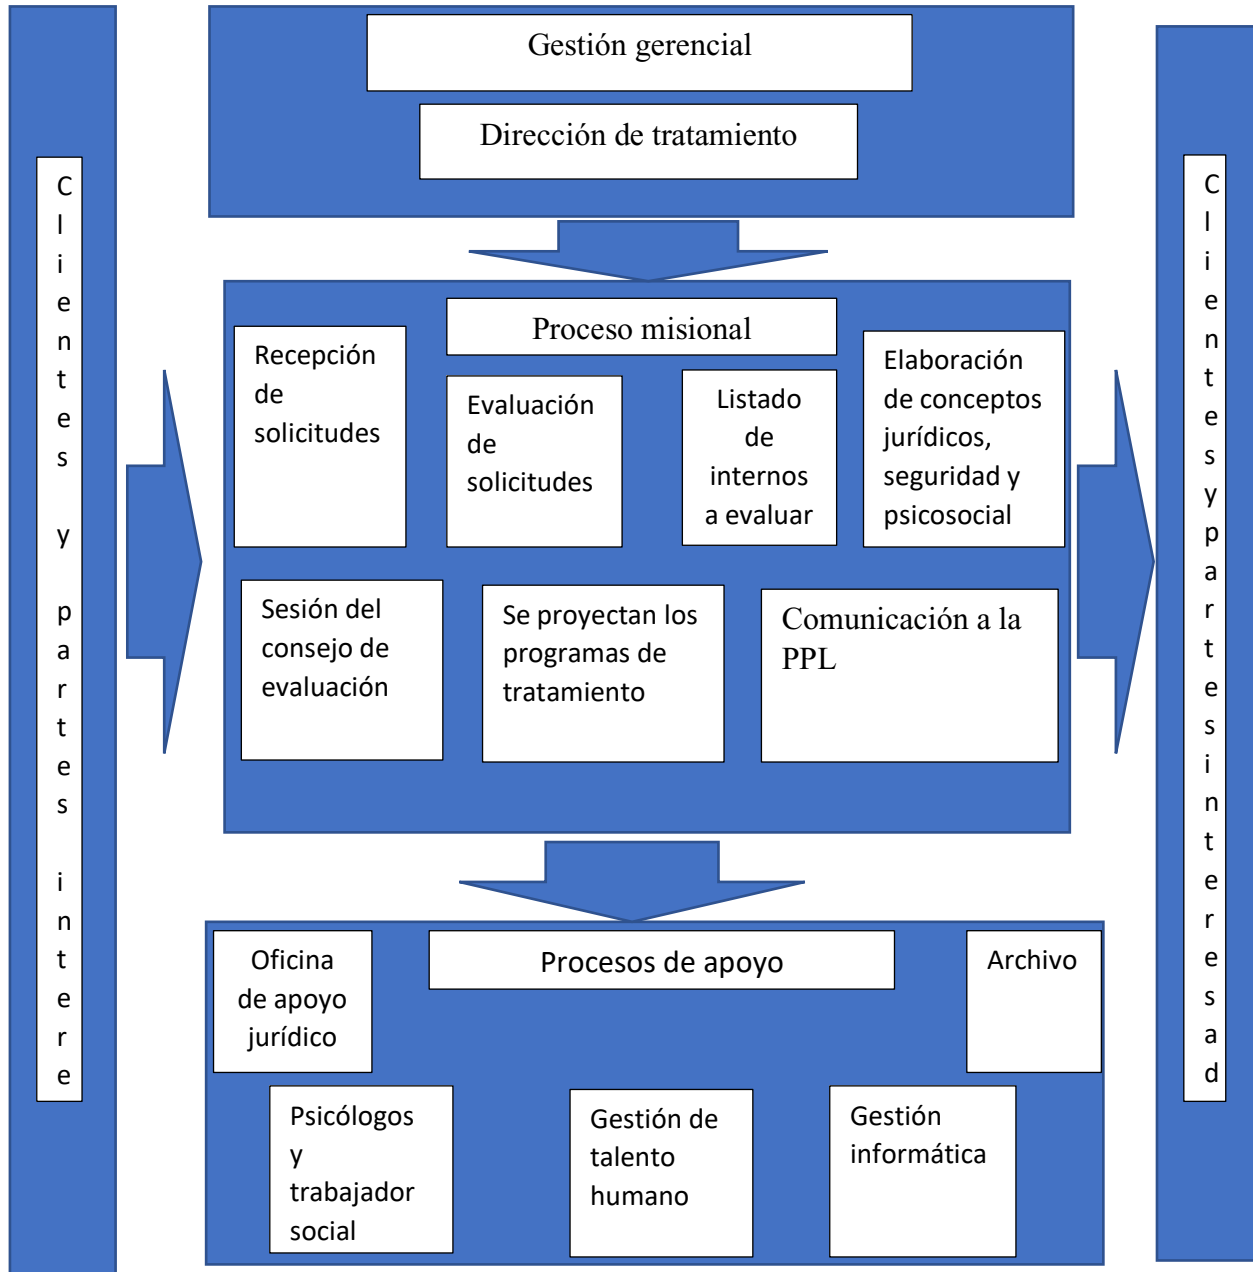 Clientes y partes intere
Gestión gerencial
Dirección de tratamiento
Proceso misional
Recepción
de
solicitudes
Evaluación
de
solicitudes
Listado
de
internos
a evaluar
Elaboración
de conceptos
jurídicos,
seguridad y
psicosocial
Sesión del
consejo de
evaluación
Se proyectan los
programas de
tratamiento
Comunicación a la
PPL
Procesos de apoyo
Oficina
de apoyo
jurídico
Archivo
Psicólogos
y
trabajador
social
Gestión de
talento
humano
Gestión
informática
Clientesypartesinteresad